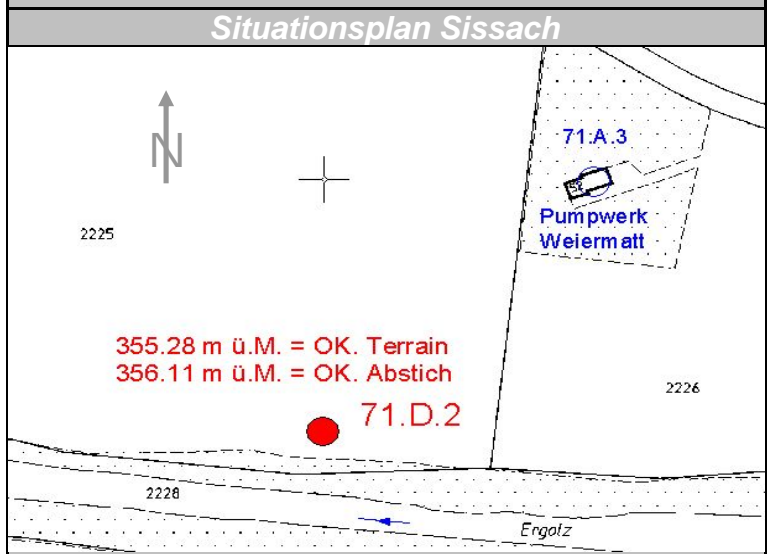 Situationsplan Sissach
N
71.A.3
52
Pumpwerk
Weiermatt
2225
355.28 m ü.M. = OK. Terrain
356.11 m ü.M. = OK. Abstich
71.D.2
2226
2228
Ergolz